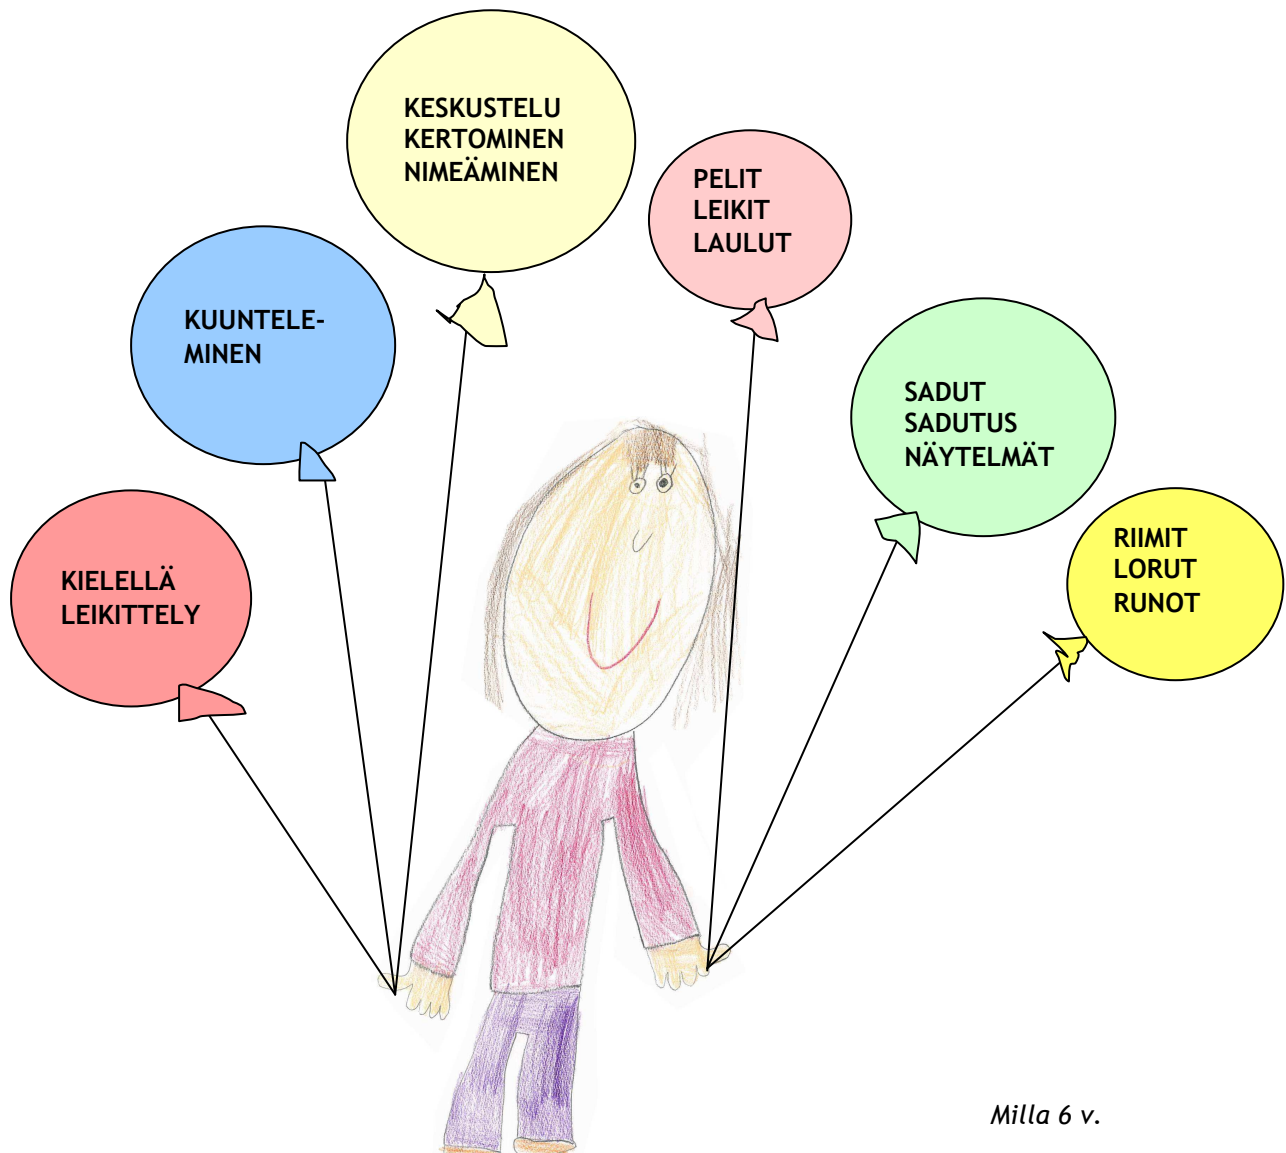 KESKUSTELU
KERTOMINEN
NIMEÄMINEN
PELIT
LEIKIT
LAULUT
KUUNTELE-
MINEN
SADUT
SADUTUS
NÄYTELMÄT
KIELELLÄ
LEIKITTELY
RIIMIT
LORUT
RUNOT
Milla 6 v.